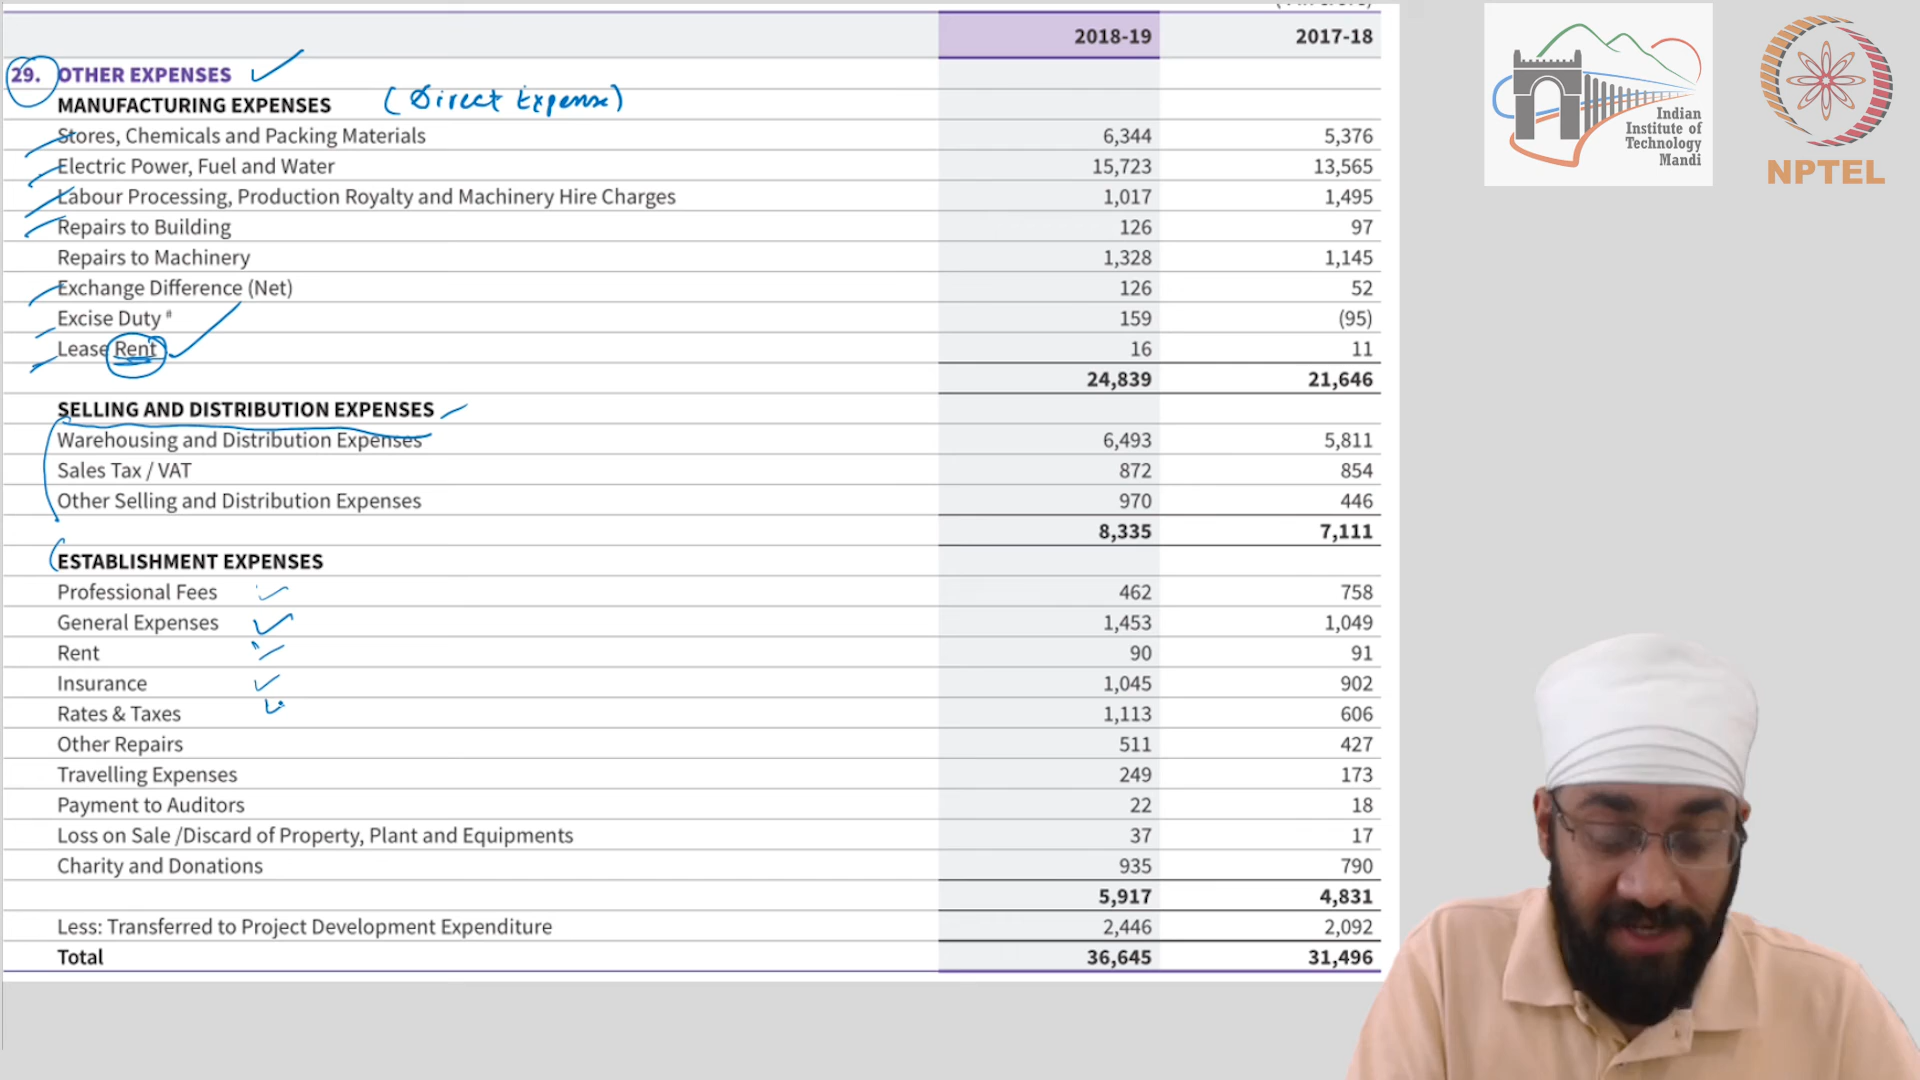 2018-19 2017-18
29. OTHER EXPENSES
MANUFACTURING EXPENSES (Direct Expense)
Stores, Chemicals and Packing Materials 6,344 5,376
Electric Power, Fuel and Water 15,723 13,565
Labour Processing, Production Royalty and Machinery Hire Charges 1,017 1,495
Repairs to Building 126 97
Repairs to Machinery 1,328 1,145
Exchange Difference (Net) 126 52
Excise Duty # 159 (95)
Lease Rent 16 11
24,839 21,646
SELLING AND DISTRIBUTION EXPENSES
Warehousing and Distribution Expenses 6,493 5,811
Sales Tax / VAT 872 854
Other Selling and Distribution Expenses 970 446
8,335 7,111
ESTABLISHMENT EXPENSES
Professional Fees 462 758
General Expenses 1,453 1,049
Rent 90 91
Insurance 1,045 902
Rates & Taxes 1,113 606
Other Repairs 511 427
Travelling Expenses 249 173
Payment to Auditors 22 18
Loss on Sale /Discard of Property, Plant and Equipments 37 17
Charity and Donations 935 790
5,917 4,831
Less: Transferred to Project Development Expenditure 2,446 2,092
Total 36,645 31,496
Indian
Institute of
Technology
Mandi
NPTEL